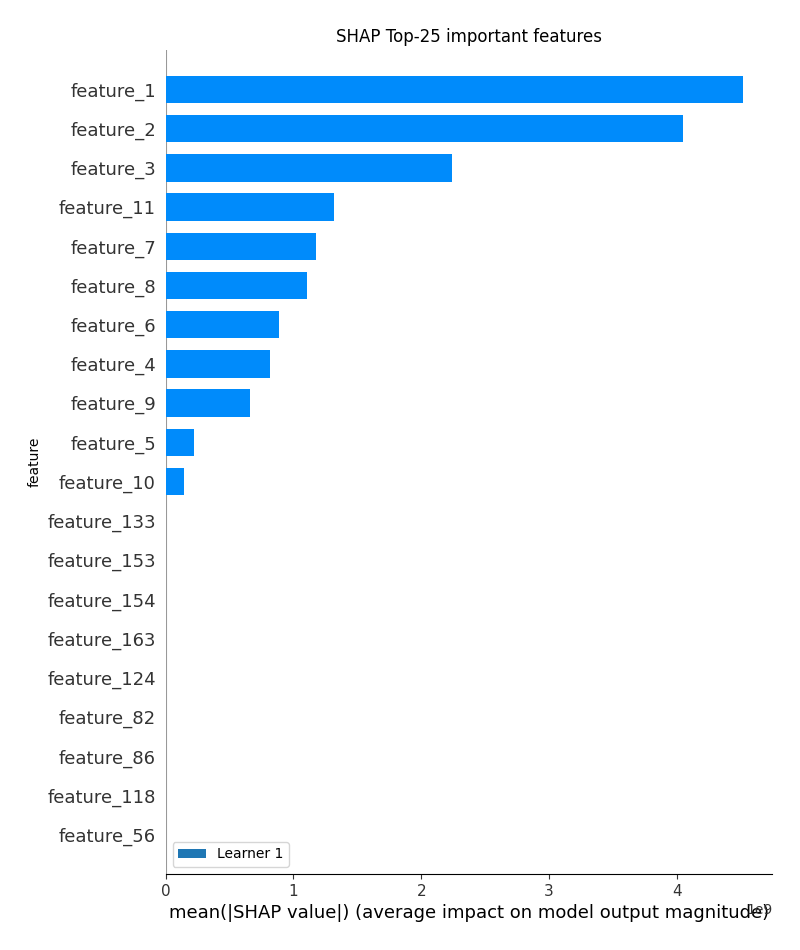 SHAP Top-25 important features
feature_1
feature_2
feature_3
feature_11
feature_7
feature_8
feature_6
feature_4
feature_9
feature_5
feature_10
feature_133
feature_153
feature_154
feature_163
feature_124
feature_82
feature_86
feature_118
feature_56
feature
Learner 1
0 1 2 3 4
1e9
mean(|SHAP value|) (average impact on model output magnitude)